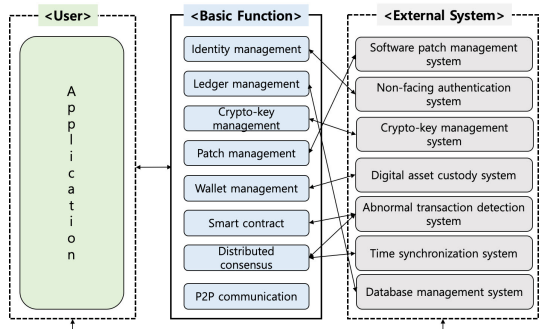 <User>
A
p
p
l
i
c
a
t
i
o
n
<Basic Function>
Identity management
Ledger management
Crypto-key
management
Patch management
Wallet management
Smart contract
Distributed
consensus
P2P communication
<External System>
Software patch management
system
Non-facing authentication
system
Crypto-key management
system
Digital asset custody system
Abnormal transaction detection
system
Time synchronization system
Database management system